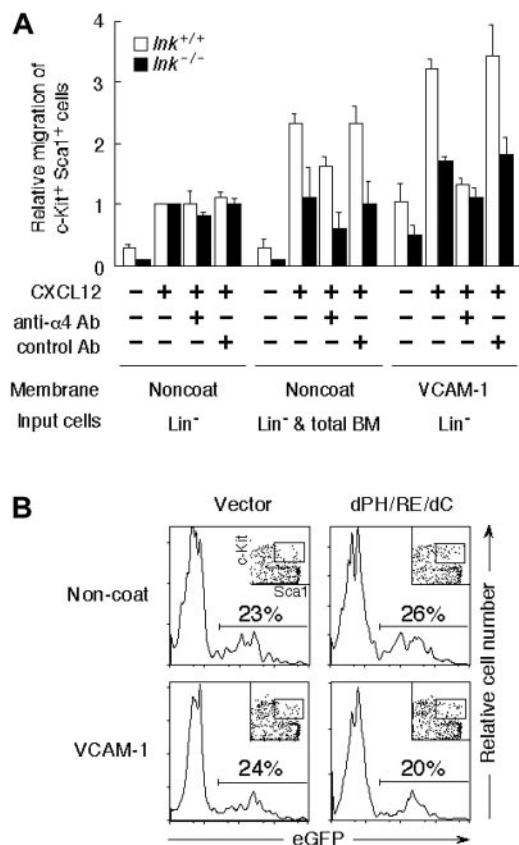 A
lnk+/+
lnk-/-
Relative migration of
c-Kit+ Sca1+ cells
4
3
2
1
0
CXCL12 – + + + – + + + – + + +
anti-α4 Ab – – + – – – + – – – + –
control Ab – – – + – – – + – – – +
Membrane Noncoat Noncoat VCAM-1
Input cells Lin- Lin- & total BM Lin-
B
Vector dPH/RE/dC
Non-coat
c-Kit
Sca1
23% 26%
VCAM-1
24% 20%
Relative cell number
eGFP